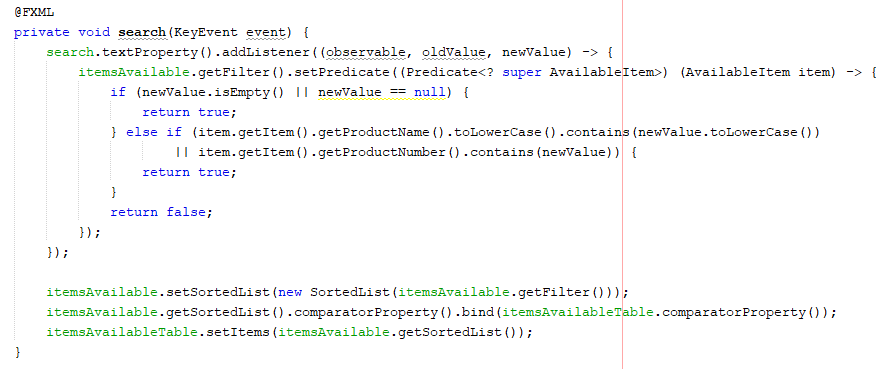 @FXML
private void search(KeyEvent event) {
    search.textProperty().addListener((observable, oldValue, newValue) -> {
        itemsAvailable.getFilter().setPredicate((Predicate<? super AvailableItem>) (AvailableItem item) -> {
            if (newValue.isEmpty() || newValue == null) {
                return true;
            } else if (item.getItem().getProductName().toLowerCase().contains(newValue.toLowerCase())
                    || item.getItem().getProductNumber().contains(newValue)) {
                return true;
            }
            return false;
        });
    });

    itemsAvailable.setSortedList(new SortedList(itemsAvailable.getFilter()));
    itemsAvailable.getSortedList().comparatorProperty().bind(itemsAvailableTable.comparatorProperty());
    itemsAvailableTable.setItems(itemsAvailable.getSortedList());
}